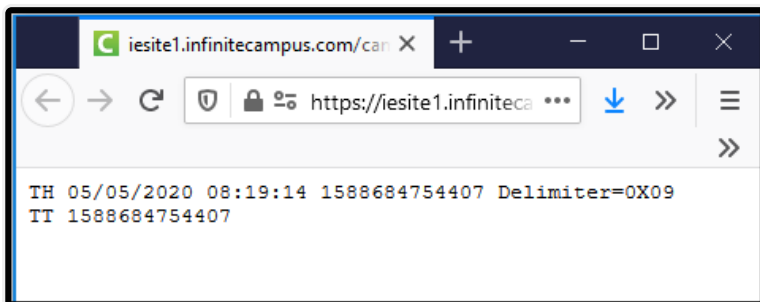 iesite1.infinitecampus.com/can
https://iesite1.infiniteca
TH 05/05/2020 08:19:14 1588684754407 Delimiter=0X09
TT 1588684754407